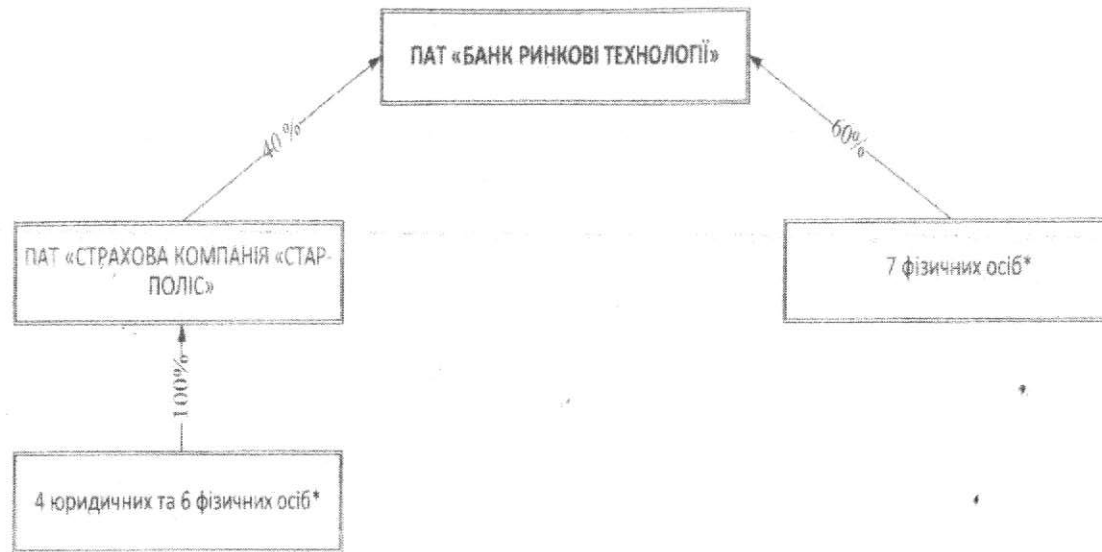 ПАТ «БАНК РИНКОВІ ТЕХНОЛОГІЇ»
40%
60%
ПАТ «СТРАХОВА КОМПАНІЯ «СТАР-
ПОЛІС»
7 фізичних осіб*
100%
4 юридичних та 6 фізичних осіб*